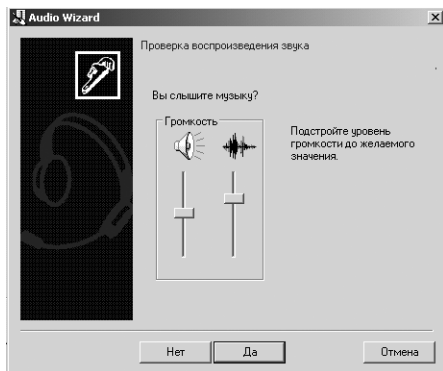 Audio Wizard
Проверка воспроизведения звука
Вы слышите музыку?
Громкость
Подстройте уровень
громкости до желаемого
значения.
Нет
Да
Отмена